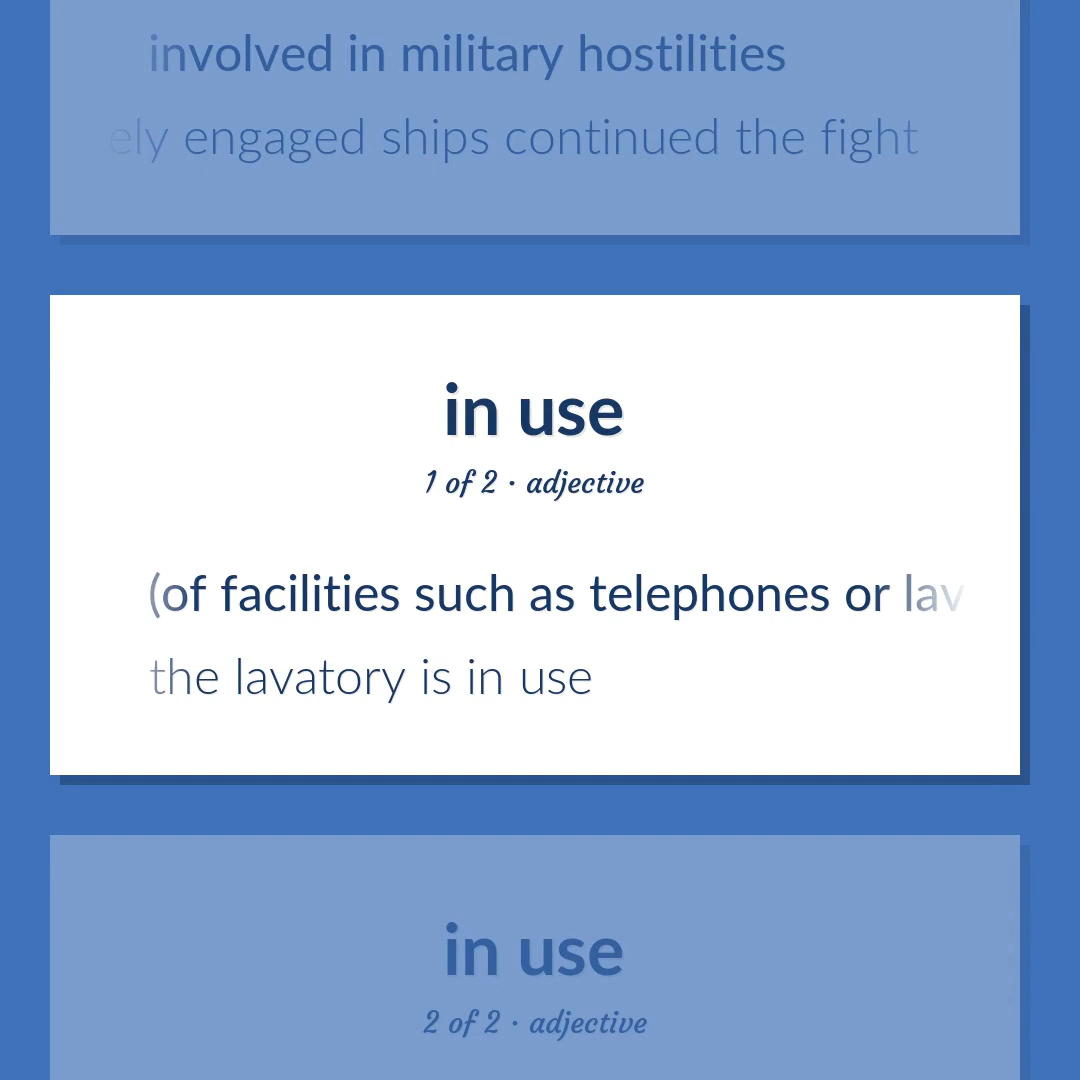 involved in military hostilities
engaged ships continued the fight
in use
1 of 2 · adjective
(of facilities such as telephones or
the lavatory is in use
in use
2 of 2 · adjective